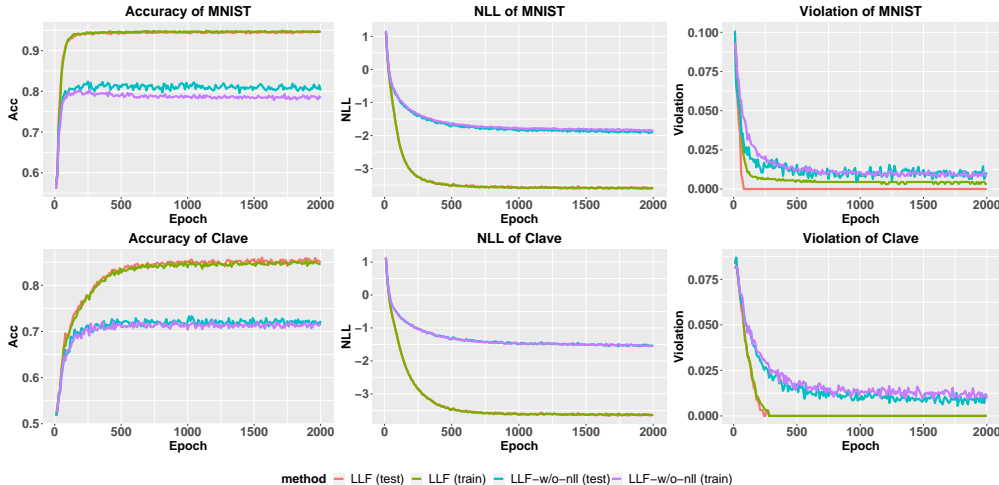 Accuracy of MNIST
Acc
0.9
0.8
0.7
0.6
0 500 1000 1500 2000
Epoch
NLL of MNIST
NLL
1
0
−1
−2
−3
0 500 1000 1500 2000
Epoch
Violation of MNIST
Violation
0.100
0.075
0.050
0.025
0.000
0 500 1000 1500 2000
Epoch
Accuracy of Clave
Acc
0.8
0.7
0.6
0.5
0 500 1000 1500 2000
Epoch
NLL of Clave
NLL
1
0
−1
−2
−3
0 500 1000 1500 2000
Epoch
Violation of Clave
Violation
0.075
0.050
0.025
0.000
0 500 1000 1500 2000
Epoch
method LLF (test) LLF (train) LLF−w/o−nll (test) LLF−w/o−nll (train)